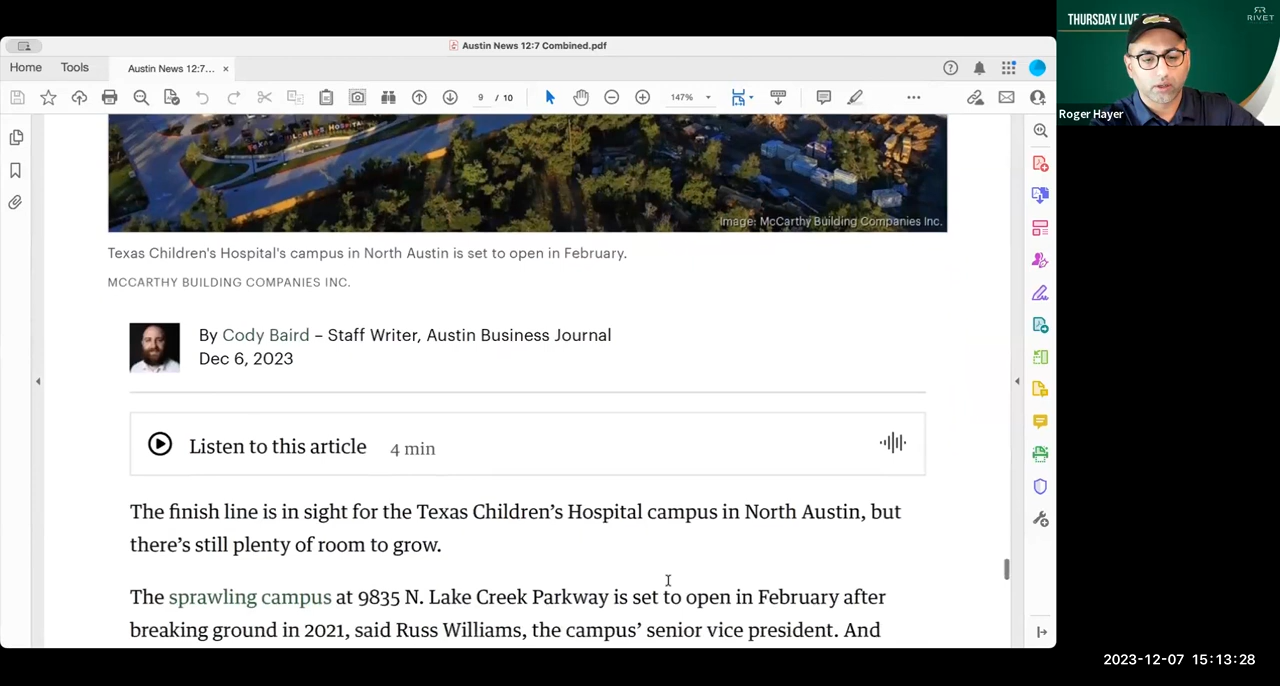 THURSDAY LIVE
RIVET
Roger Hayer
Austin News 12:7 Combined.pdf
Home
Tools
Austin News 12:7... ×
9 / 10
147%
TEXAS CHILDREN'S HOSPITAL
Image: McCarthy Building Companies Inc.
Texas Children's Hospital's campus in North Austin is set to open in February.
MCCARTHY BUILDING COMPANIES INC.
By Cody Baird – Staff Writer, Austin Business Journal
Dec 6, 2023
Listen to this article 4 min
The finish line is in sight for the Texas Children’s Hospital campus in North Austin, but
there’s still plenty of room to grow.
The sprawling campus at 9835 N. Lake Creek Parkway is set to open in February after
breaking ground in 2021, said Russ Williams, the campus’ senior vice president. And
2023-12-07 15:13:28